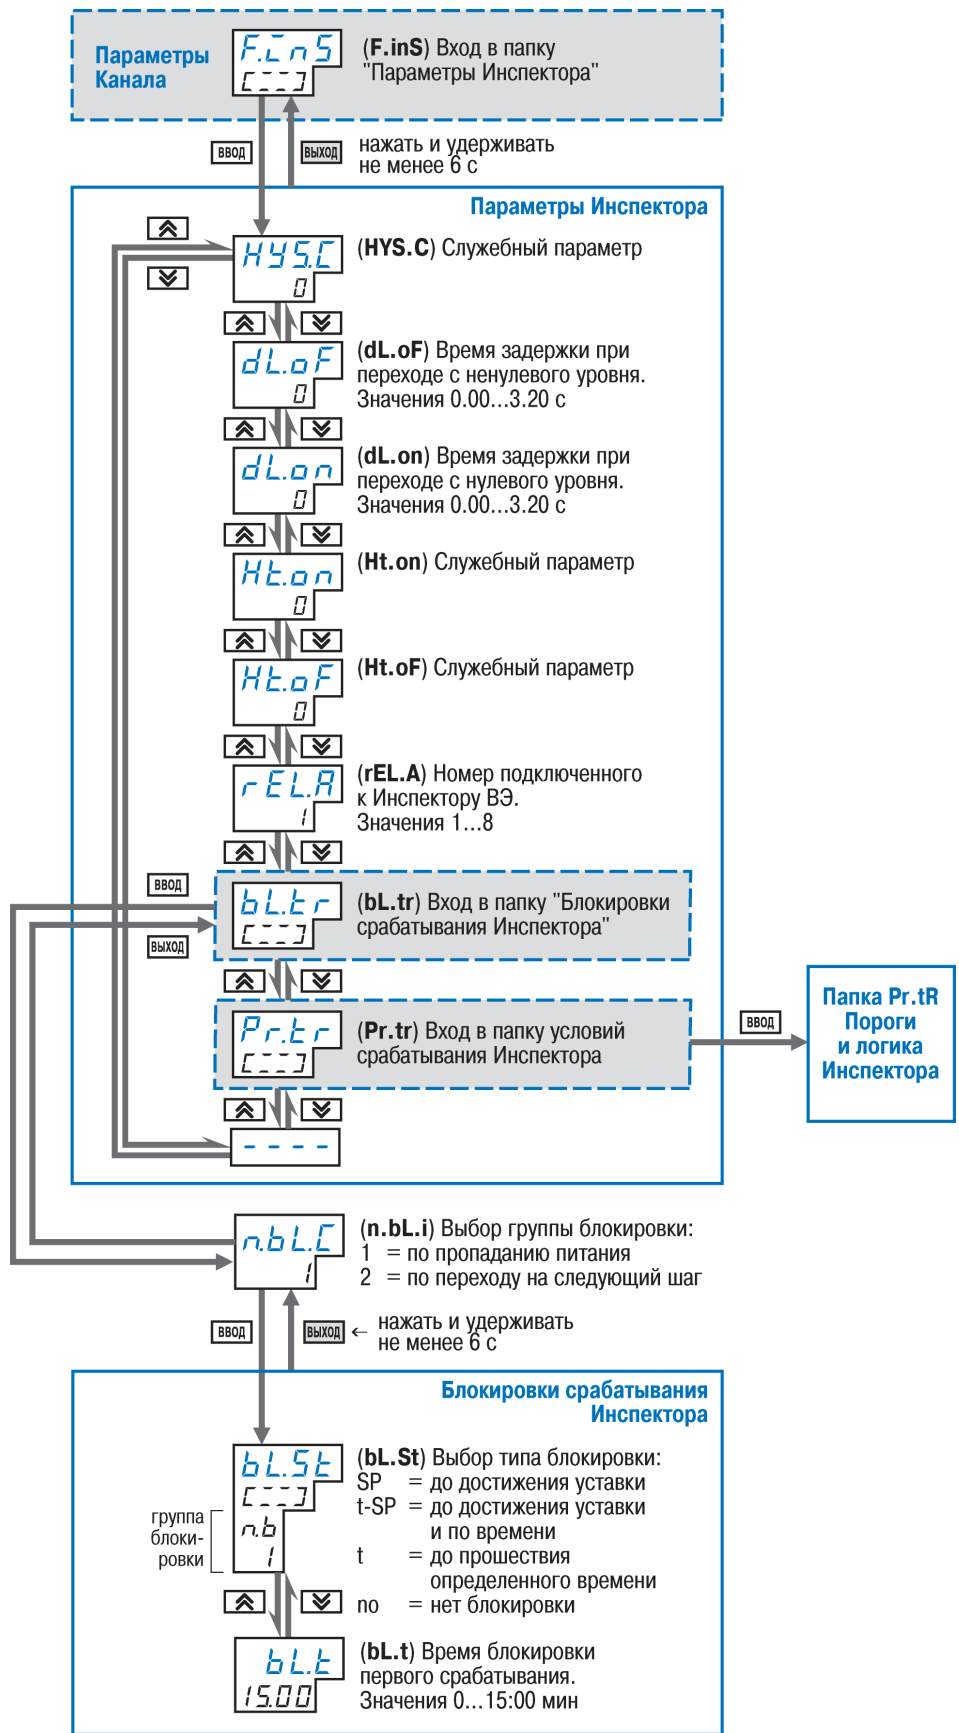 Параметры
Канала
F.inS
[---]
(F.inS) Вход в папку
"Параметры Инспектора"
ВВОД
ВЫХОД
нажать и удерживать
не менее 6 с
Параметры Инспектора
HYS.C
0
(HYS.C) Служебный параметр
dL.oF
0
(dL.oF) Время задержки при
переходе с ненулевого уровня.
Значения 0.00...3.20 с
dL.on
0
(dL.on) Время задержки при
переходе с нулевого уровня.
Значения 0.00...3.20 с
Ht.on
0
(Ht.on) Служебный параметр
Ht.oF
0
(Ht.oF) Служебный параметр
rEL.A
1
(rEL.A) Номер подключенного
к Инспектору ВЭ.
Значения 1...8
ВВОД
ВЫХОД
bL.tr
[---]
(bL.tr) Вход в папку "Блокировки
срабатывания Инспектора"
Pr.tr
[---]
(Pr.tr) Вход в папку условий
срабатывания Инспектора
ВВОД
Папка Pr.tR
Пороги
и логика
Инспектора
- - - -
n.bL.C
1
(n.bL.i) Выбор группы блокировки:
1 = по пропаданию питания
2 = по переходу на следующий шаг
ВВОД
ВЫХОД
← нажать и удерживать
не менее 6 с
Блокировки срабатывания
Инспектора
bL.St
[---]
n.b
1
группа
блоки-
ровки
(bL.St) Выбор типа блокировки:
SP = до достижения уставки
t-SP = до достижения уставки
и по времени
t = до прошествия
определенного времени
no = нет блокировки
bL.t
15.00
(bL.t) Время блокировки
первого срабатывания.
Значения 0...15:00 мин